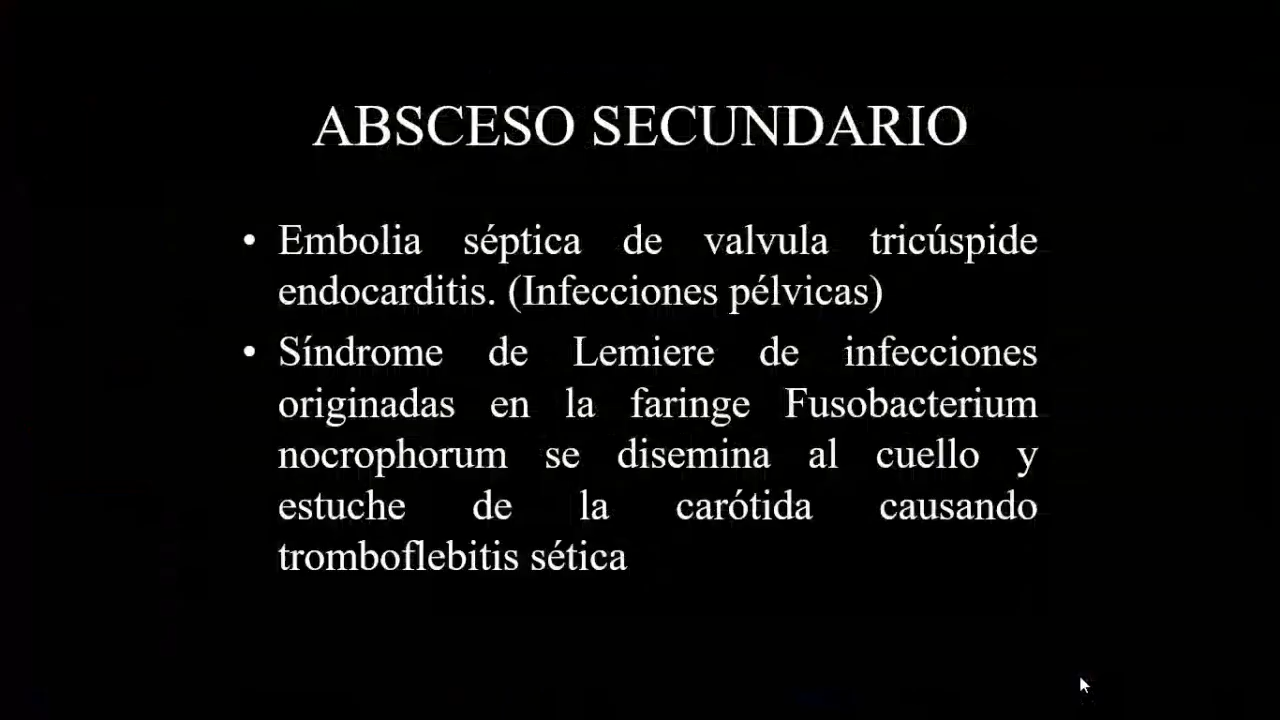 ABSCESO SECUNDARIO
• Embolia séptica de valvula tricúspide
endocarditis. (Infecciones pélvicas)
• Síndrome de Lemiere de infecciones
originadas en la faringe Fusobacterium
nocrophorum se disemina al cuello y
estuche de la carótida causando
tromboflebitis sética